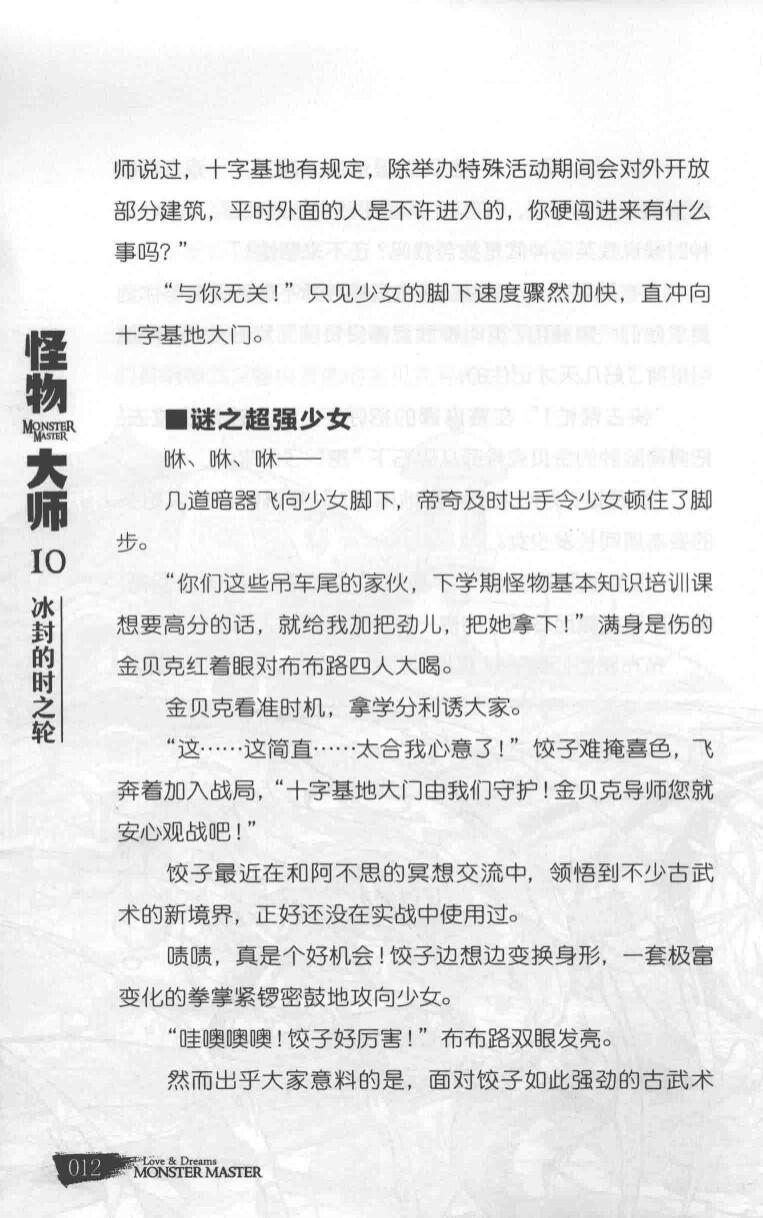 师说过，十字基地有规定，除举办特殊活动期间会对外开放
部分建筑，平时外面的人是不许进入的，你硬闯进来有什么
事吗？”
“与你无关！”只见少女的脚下速度骤然加快，直冲向
十字基地大门。
■谜之超强少女
咻、咻、咻——
几道暗器飞向少女脚下，帝奇及时出手令少女顿住了脚
步。
“你们这些吊车尾的家伙，下学期怪物基本知识培训课
想要高分的话，就给我加把劲儿，把她拿下！”满身是伤的
金贝克红着眼对布布路四人大喝。
金贝克看准时机，拿学分利诱大家。
“这……这简直……太合我心意了！”饺子难掩喜色，飞
奔着加入战局，“十字基地大门由我们守护！金贝克导师您就
安心观战吧！”
饺子最近在和阿不思的冥想交流中，领悟到不少古武
术的新境界，正好还没在实战中使用过。
啧啧，真是个好机会！饺子边想边变换身形，一套极富
变化的拳掌紧锣密鼓地攻向少女。
“哇噢噢噢！饺子好厉害！”布布路双眼发亮。
然而出乎大家意料的是，面对饺子如此强劲的古武术
怪物
MONSTER
MASTER
大师
10
冰封的时之轮
012
Love & Dreams
MONSTER MASTER